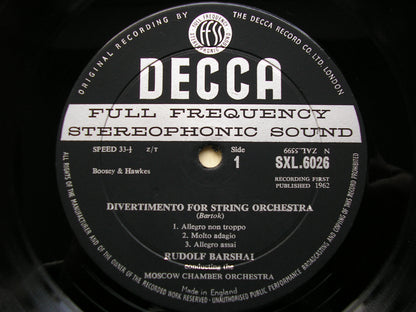 ORIGINAL RECORDING BY
THE DECCA RECORD CO. LTD. LONDON
FULL FREQUENCY
ffss
STEREOPHONIC SOUND
DECCA
FULL FREQUENCY
STEREOPHONIC SOUND
SPEED 33⅓ Z/T
Side
1
ZAL.5599 N
SXL.6026
Boosey & Hawkes
RECORDING FIRST
PUBLISHED 1962
DIVERTIMENTO FOR STRING ORCHESTRA
(Bartok)
1. Allegro non troppo
2. Molto adagio
3. Allegro assai
RUDOLF BARSHAI
conducting the
MOSCOW CHAMBER ORCHESTRA
Made in England
ALL RIGHTS OF THE MANUFACTURER AND OF THE OWNER OF THE RECORDED WORK RESERVED · UNAUTHORISED PUBLIC PERFORMANCE BROADCASTING AND COPYING OF THIS RECORD PROHIBITED